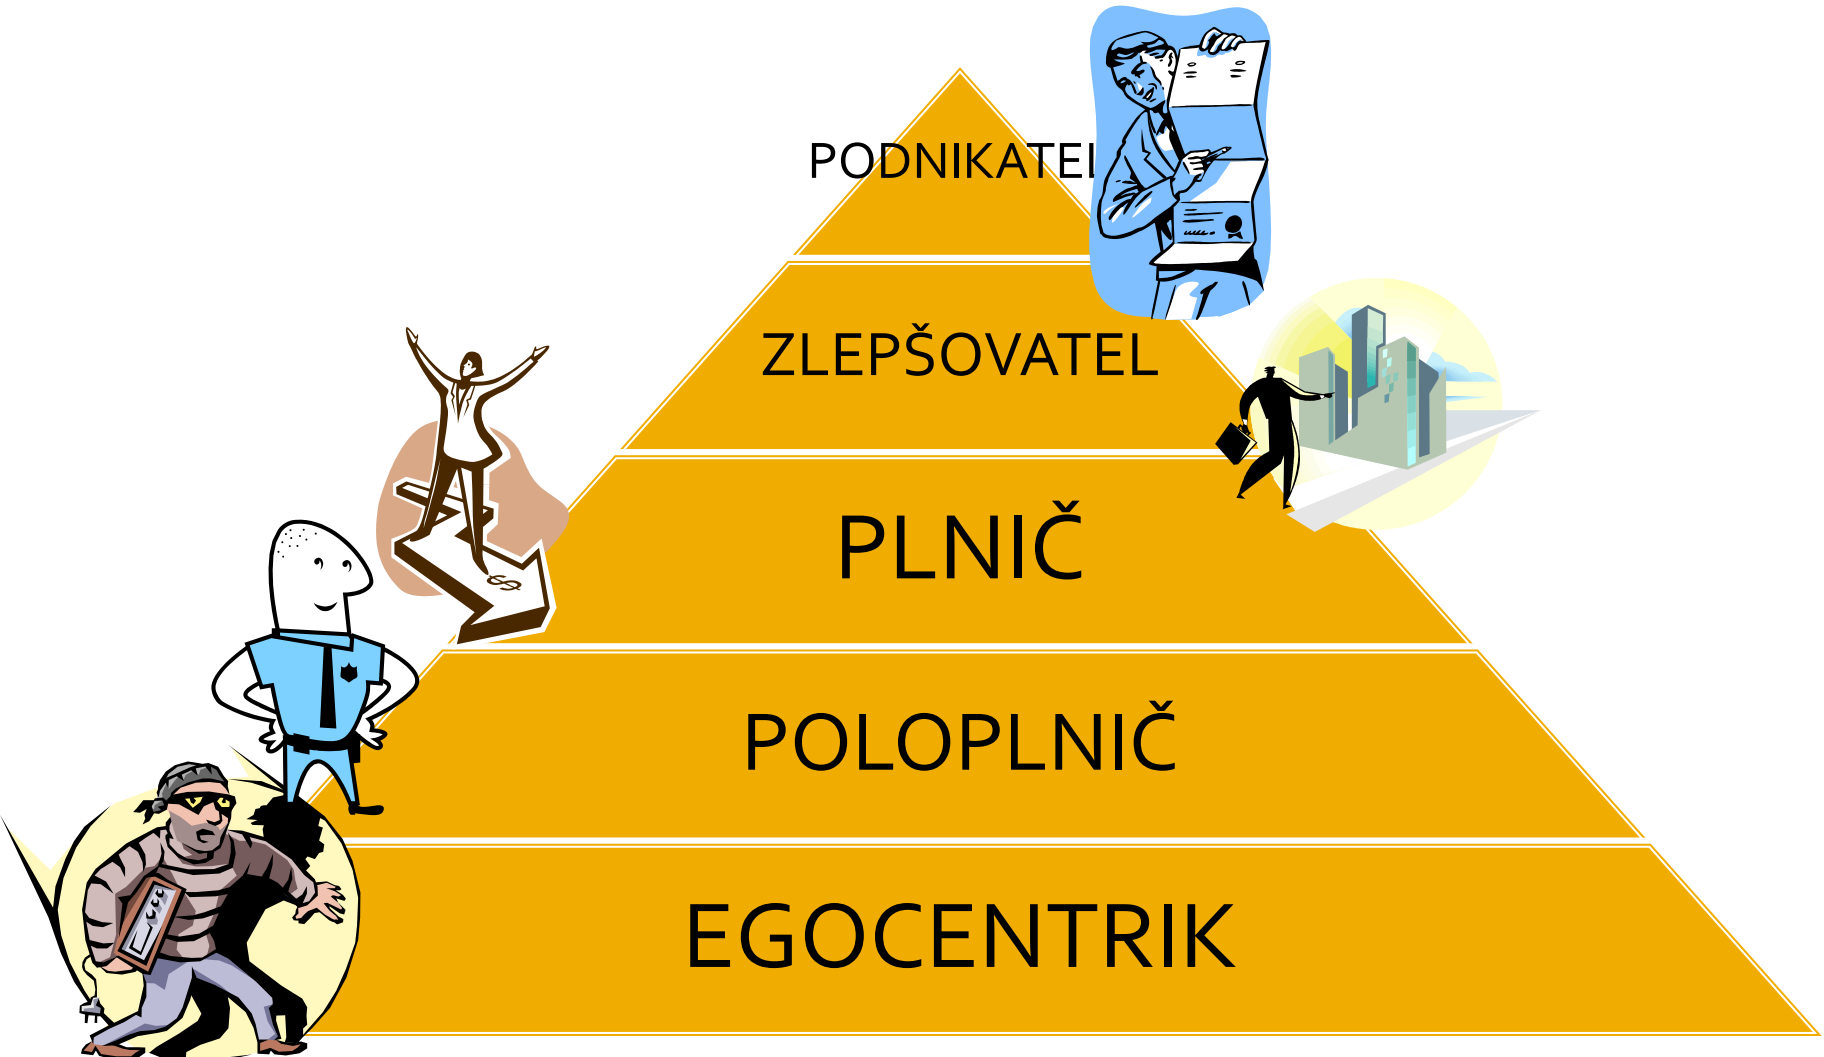 PODNIKATEL
ZLEPŠOVATEL
PLNIČ
$
POLOPLNIČ
EGOCENTRIK